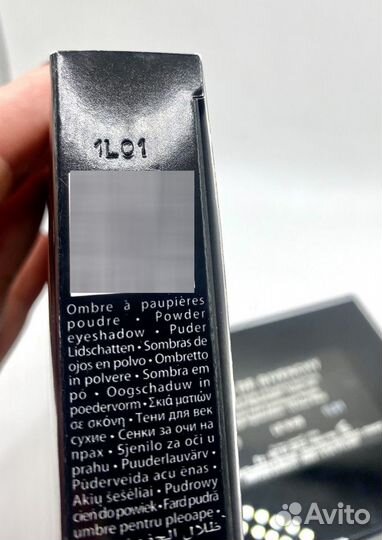 1L01
Ombre à paupières
poudre • Powder
eyeshadow • Puder
Lidschatten • Sombras de
ojos en polvo • Ombretto
in polvere • Sombra em
pó • Oogschaduw in
poedervorm • Σκιά ματιών
σε σκόνη • Тени для век
сухие • Сенки за очи на
прах • Sjenilo za oči u
prahu • Puuderlauvärv •
Pūderveida acu ēnas •
Akių šešėliai • Pudrowy
cień do powiek • Fard pudră
umbre pentru pleoape •
ظلال
Avito